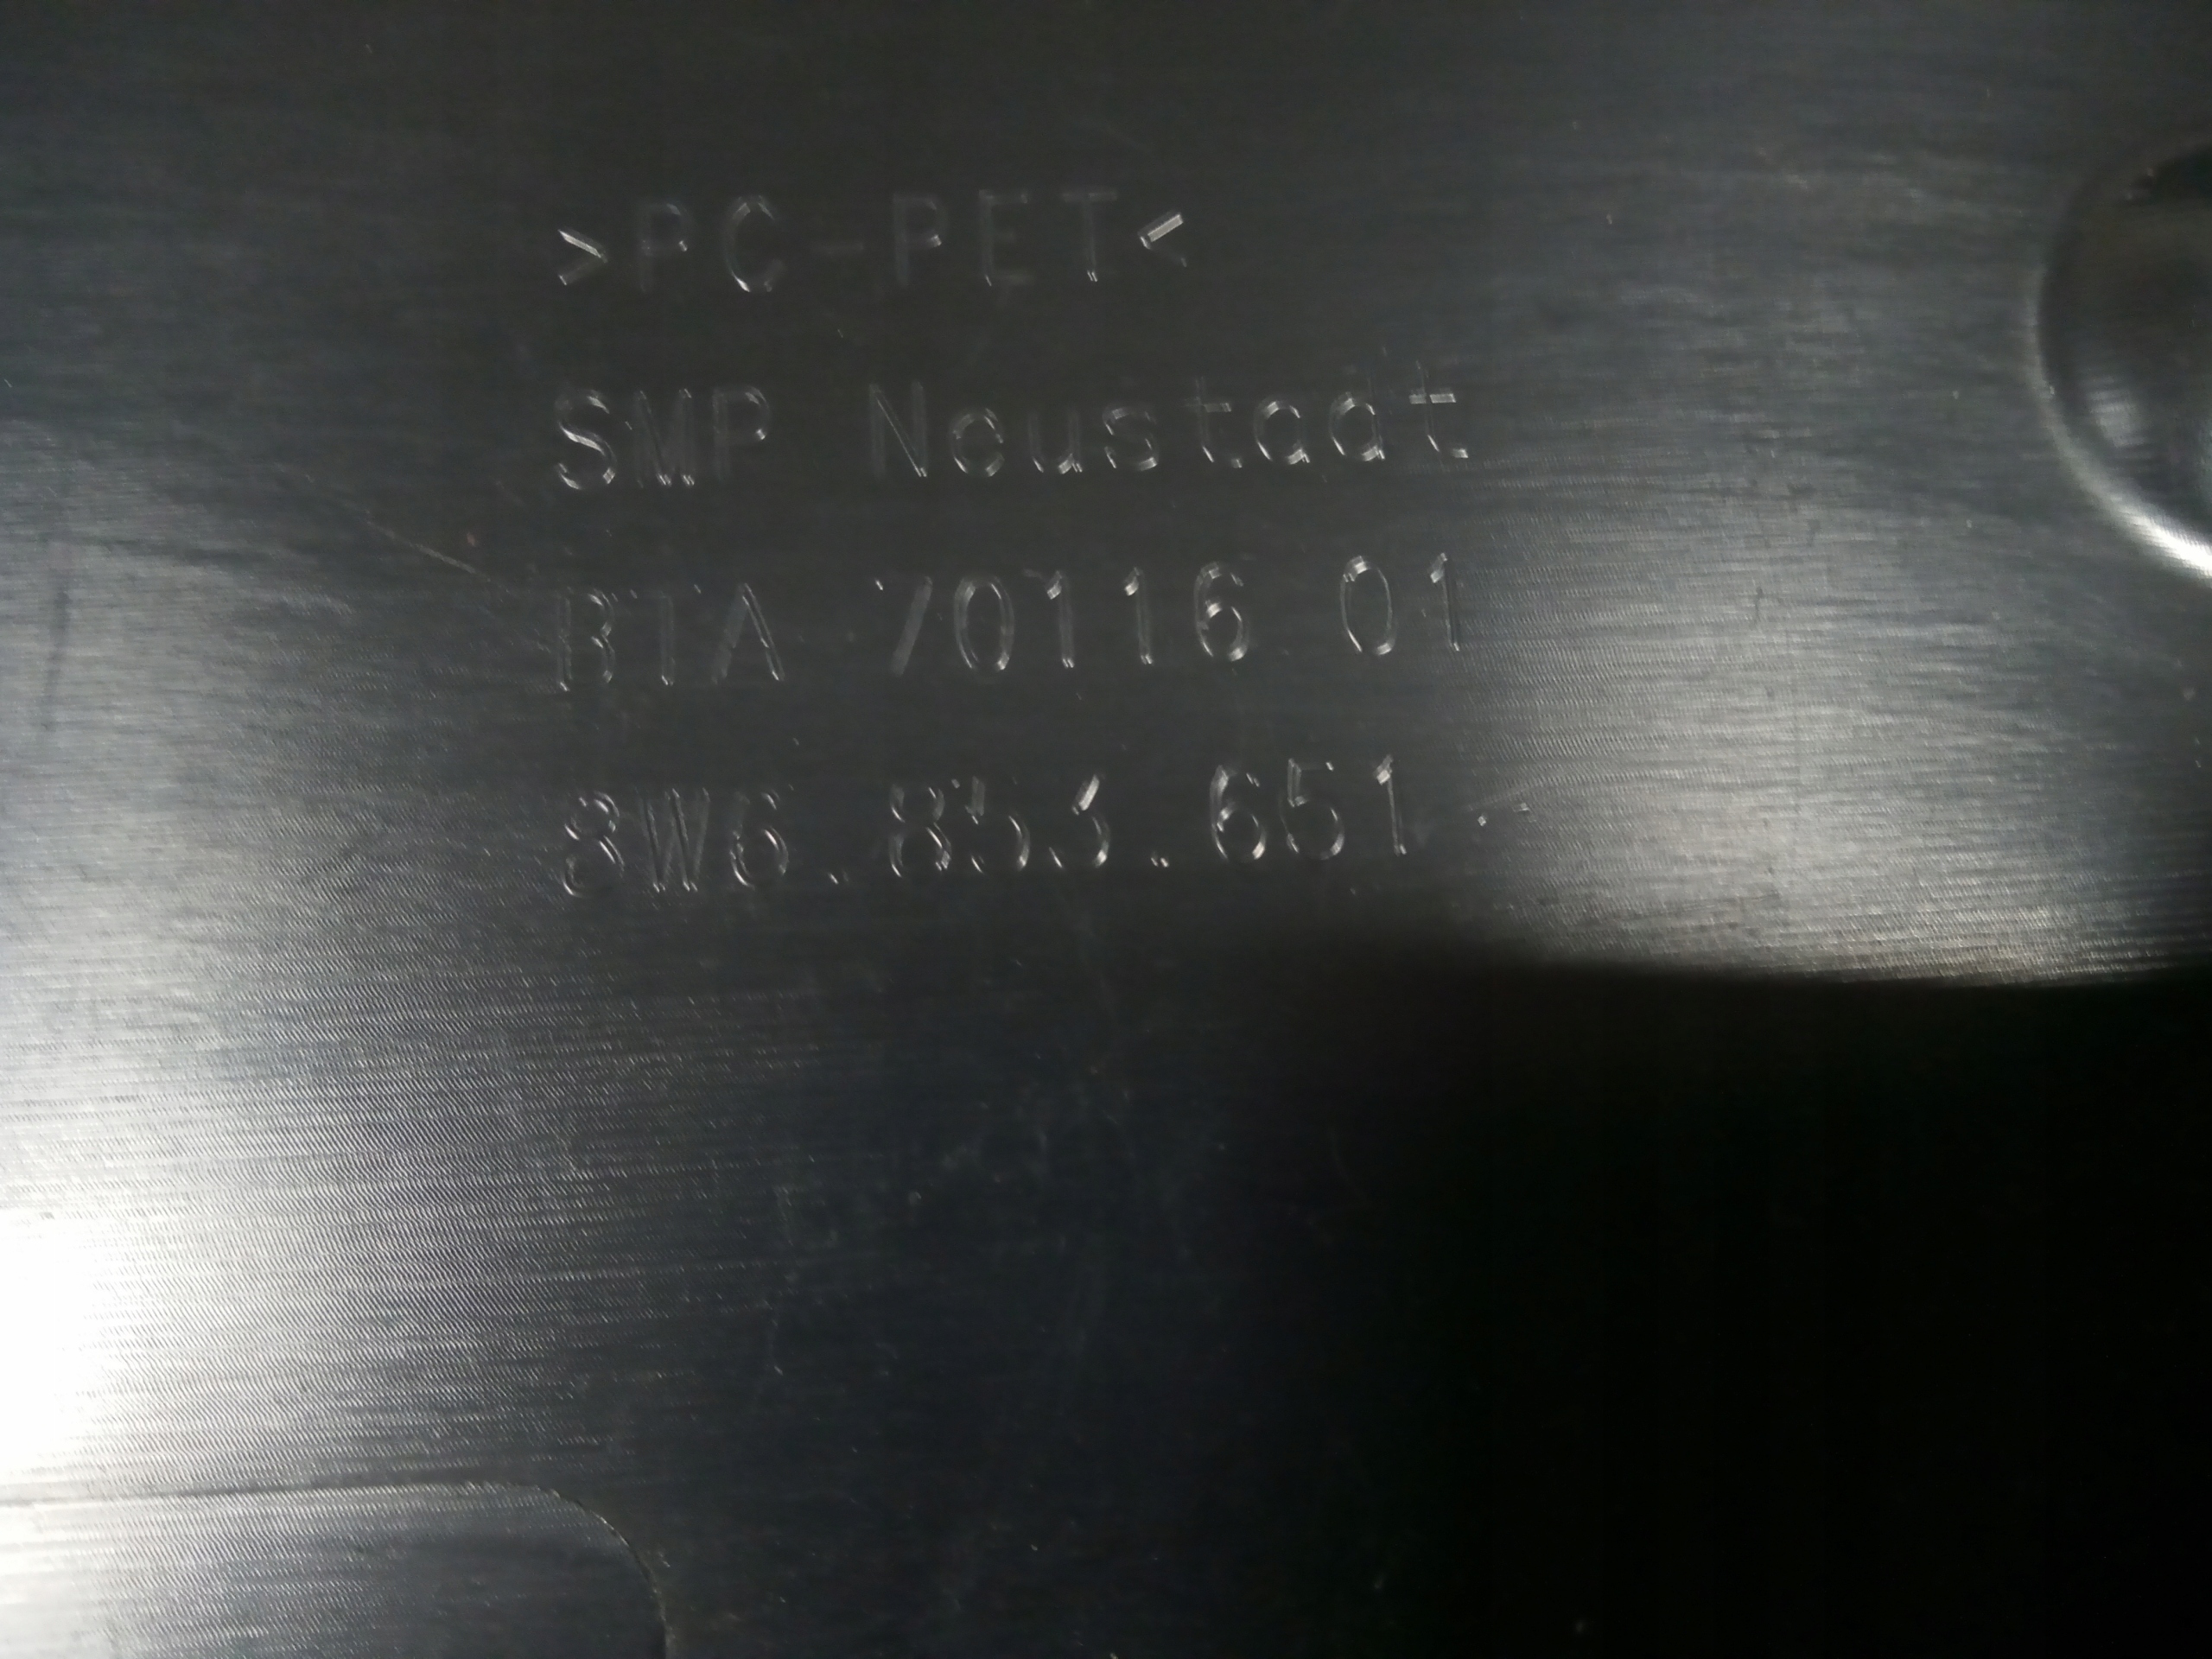 >PC-PET<
SMP Neustadt
BTA 70116 01
8W6.853.651